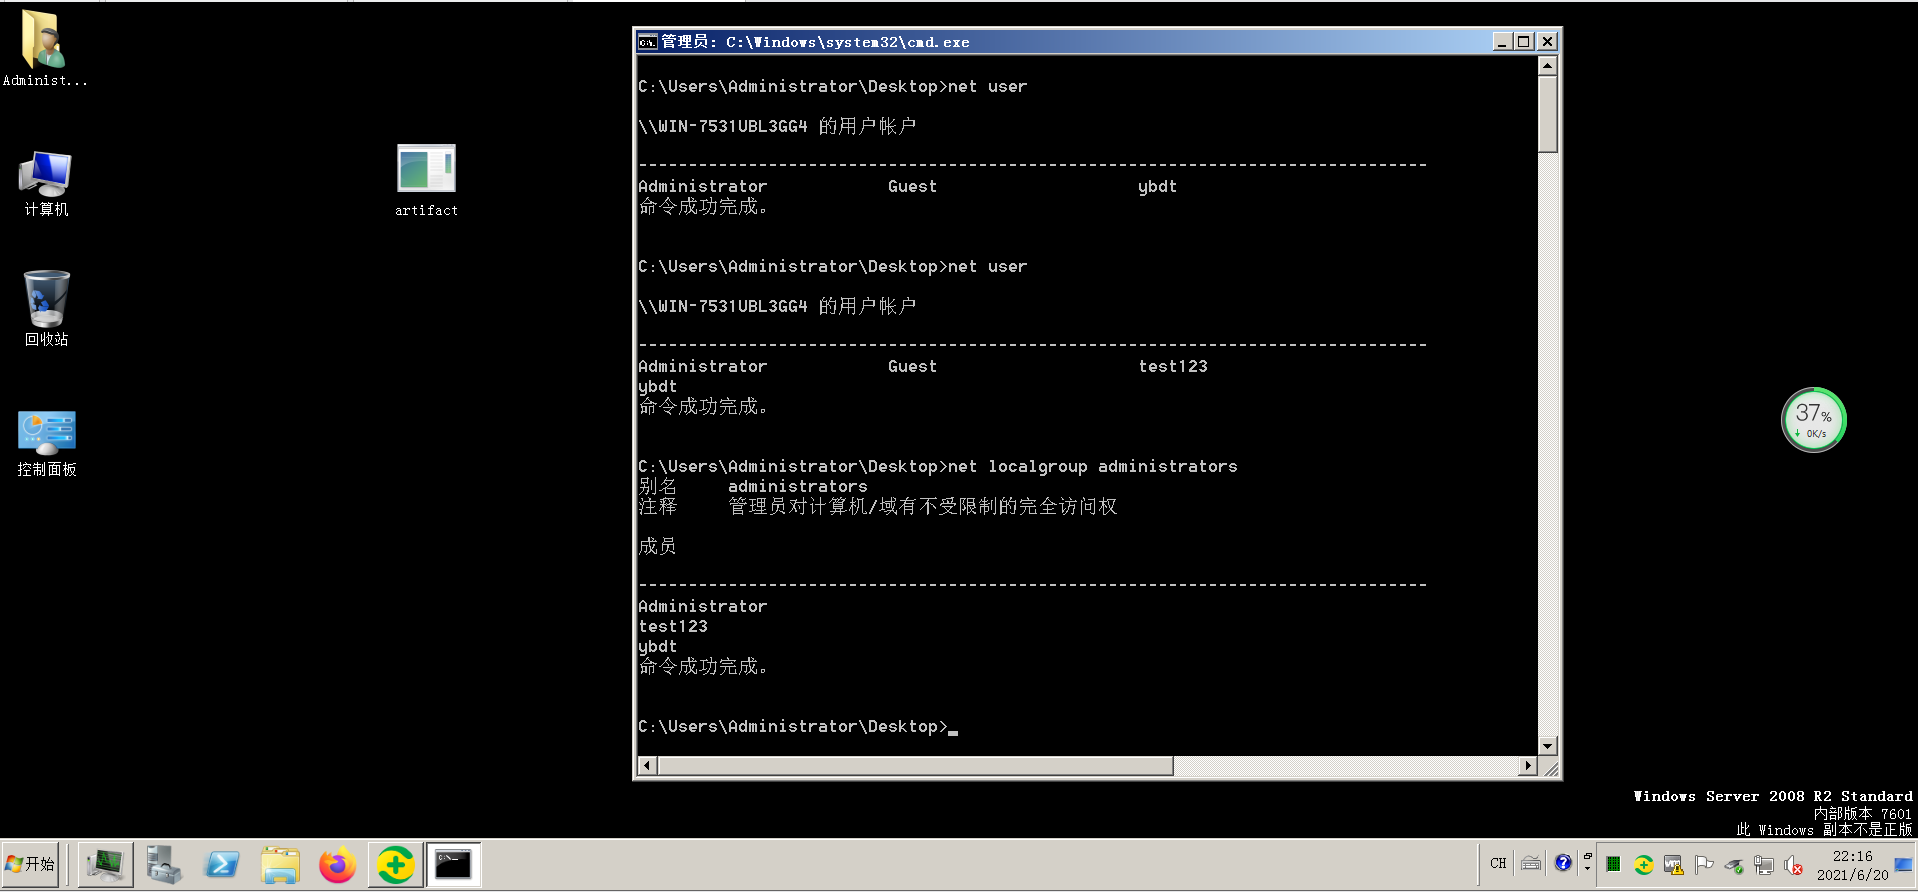 Administ...
计算机
回收站
控制面板
artifact
管理员: C:\Windows\system32\cmd.exe
C:\Users\Administrator\Desktop>net user
\\WIN-7531UBL3GG4 的用户帐户
-------------------------------------------------------------------------------
Administrator            Guest                    ybdt
命令成功完成。
C:\Users\Administrator\Desktop>net user
\\WIN-7531UBL3GG4 的用户帐户
-------------------------------------------------------------------------------
Administrator            Guest                    test123
ybdt
命令成功完成。
C:\Users\Administrator\Desktop>net localgroup administrators
别名     administrators
注释     管理员对计算机/域有不受限制的完全访问权
成员
-------------------------------------------------------------------------------
Administrator
test123
ybdt
命令成功完成。
C:\Users\Administrator\Desktop>_
37%
0K/s
Windows Server 2008 R2 Standard
内部版本 7601
此 Windows 副本不是正版
开始
CH
22:16
2021/6/20